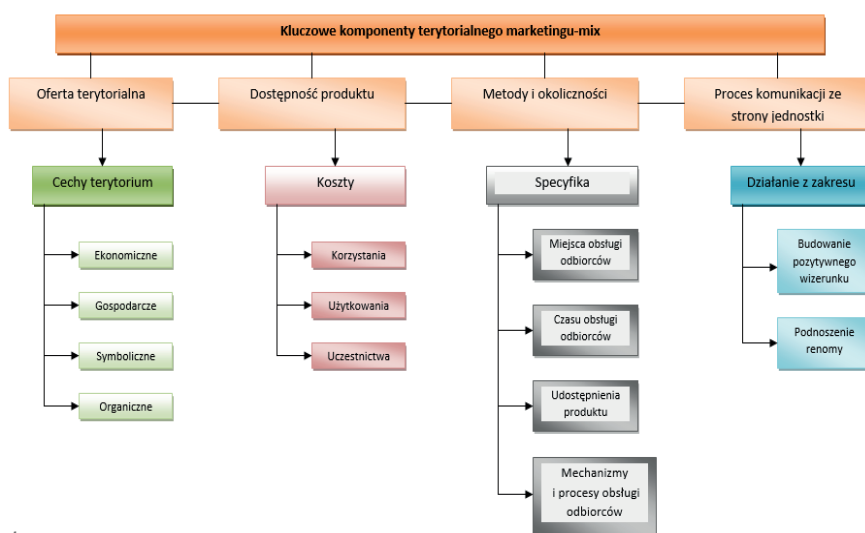 Kluczowe komponenty terytorialnego marketingu-mix
Oferta terytorialna
Dostępność produktu
Metody i okoliczności
Proces komunikacji ze
strony jednostki
Cechy terytorium
Koszty
Specyfika
Działanie z zakresu
Ekonomiczne
Gospodarcze
Symboliczne
Organiczne
Korzystania
Użytkowania
Uczestnictwa
Miejsca obsługi
odbiorców
Czasu obsługi
odbiorców
Udostępnienia
produktu
Mechanizmy
i procesy obsługi
odbiorców
Budowanie
pozytywnego
wizerunku
Podnoszenie
renomy